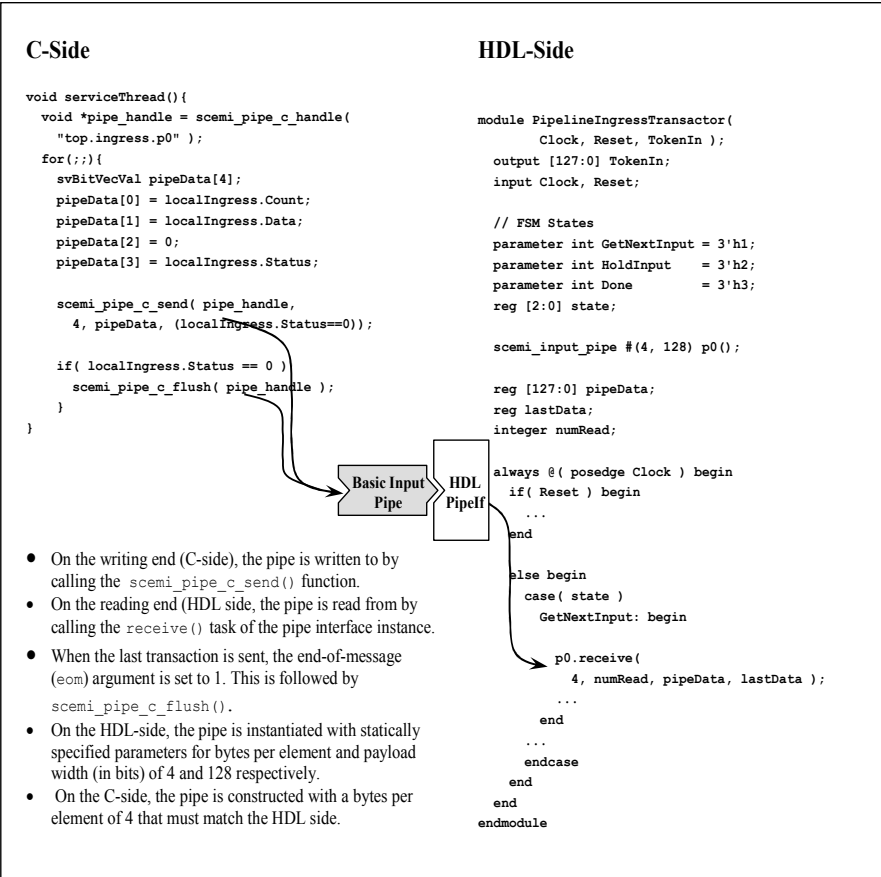 C-Side
void serviceThread(){
void *pipe_handle = scemi_pipe_c_handle(
"top.ingress.p0" );
for(;;){
svBitVecVal pipeData[4];
pipeData[0] = localIngress.Count;
pipeData[1] = localIngress.Data;
pipeData[2] = 0;
pipeData[3] = localIngress.Status;
scemi_pipe_c_send( pipe_handle,
4, pipeData, (localIngress.Status==0));
if( localIngress.Status == 0 )
scemi_pipe_c_flush( pipe_handle );
}
}
Basic Input
Pipe
HDL
PipeIf
• On the writing end (C-side), the pipe is written to by
calling the scemi_pipe_c_send() function.
• On the reading end (HDL side, the pipe is read from by
calling the receive() task of the pipe interface instance.
• When the last transaction is sent, the end-of-message
(eom) argument is set to 1. This is followed by
scemi_pipe_c_flush().
• On the HDL-side, the pipe is instantiated with statically
specified parameters for bytes per element and payload
width (in bits) of 4 and 128 respectively.
• On the C-side, the pipe is constructed with a bytes per
element of 4 that must match the HDL side.
HDL-Side
module PipelineIngressTransactor(
Clock, Reset, TokenIn );
output [127:0] TokenIn;
input Clock, Reset;
// FSM States
parameter int GetNextInput = 3'h1;
parameter int HoldInput = 3'h2;
parameter int Done = 3'h3;
reg [2:0] state;
scemi_input_pipe #(4, 128) p0();
reg [127:0] pipeData;
reg lastData;
integer numRead;
always @( posedge Clock ) begin
if( Reset ) begin
...
end
else begin
case( state )
GetNextInput: begin
p0.receive(
4, numRead, pipeData, lastData );
...
end
...
endcase
end
end
endmodule